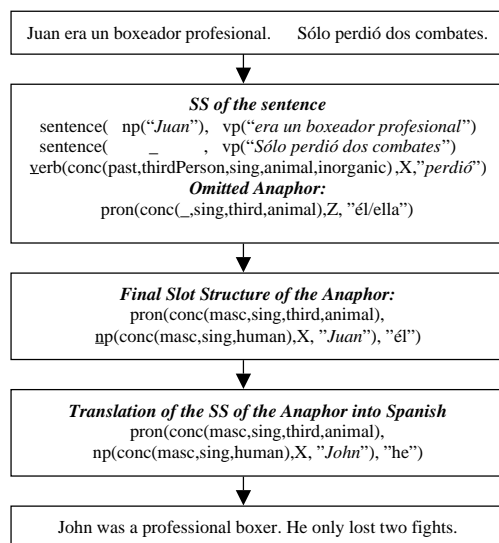 Juan era un boxeador profesional. Sólo perdió dos combates.
SS of the sentence
sentence( np(“Juan”), vp(“era un boxeador profesional”)
sentence( _ , vp(“Sólo perdió dos combates”)
verb(conc(past,thirdPerson,sing,animal,inorganic),X,”perdió”)
Omitted Anaphor:
pron(conc(_,sing,third,animal),Z, ”él/ella”)
Final Slot Structure of the Anaphor:
pron(conc(masc,sing,third,animal),
np(conc(masc,sing,human),X, ”Juan”), ”él”)
Translation of the SS of the Anaphor into Spanish
pron(conc(masc,sing,third,animal),
np(conc(masc,sing,human),X, ”John”), ”he”)
John was a professional boxer. He only lost two fights.